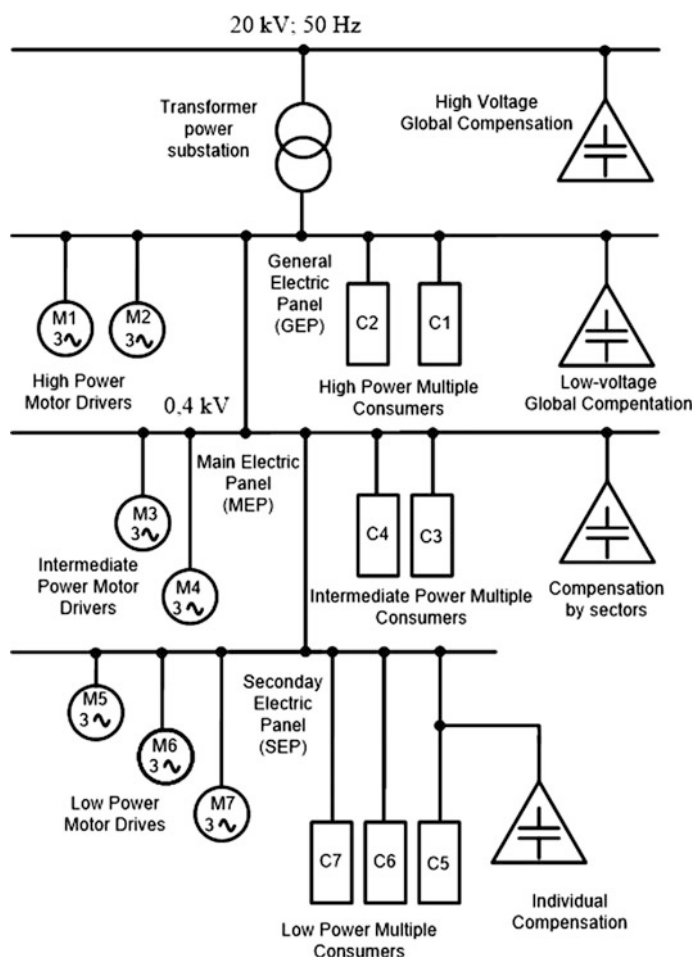 20 kV; 50 Hz
Transformer
power
substation
High Voltage
Global Compensation
General
Electric
Panel
(GEP)
M1
3
M2
3
C2
C1
High Power
Motor Drivers
High Power Multiple
Consumers
Low-voltage
Global Compentation
0.4 kV
Main Electric
Panel
(MEP)
M3
3
M4
3
C4
C3
Intermediate
Power Motor
Drivers
Intermediate Power Multiple
Consumers
Compensation
by sectors
Seconday
Electric
Panel
(SEP)
M5
3
M6
3
M7
3
Low Power
Motor Drives
C7
C6
C5
Low Power Multiple
Consumers
Individual
Compensation